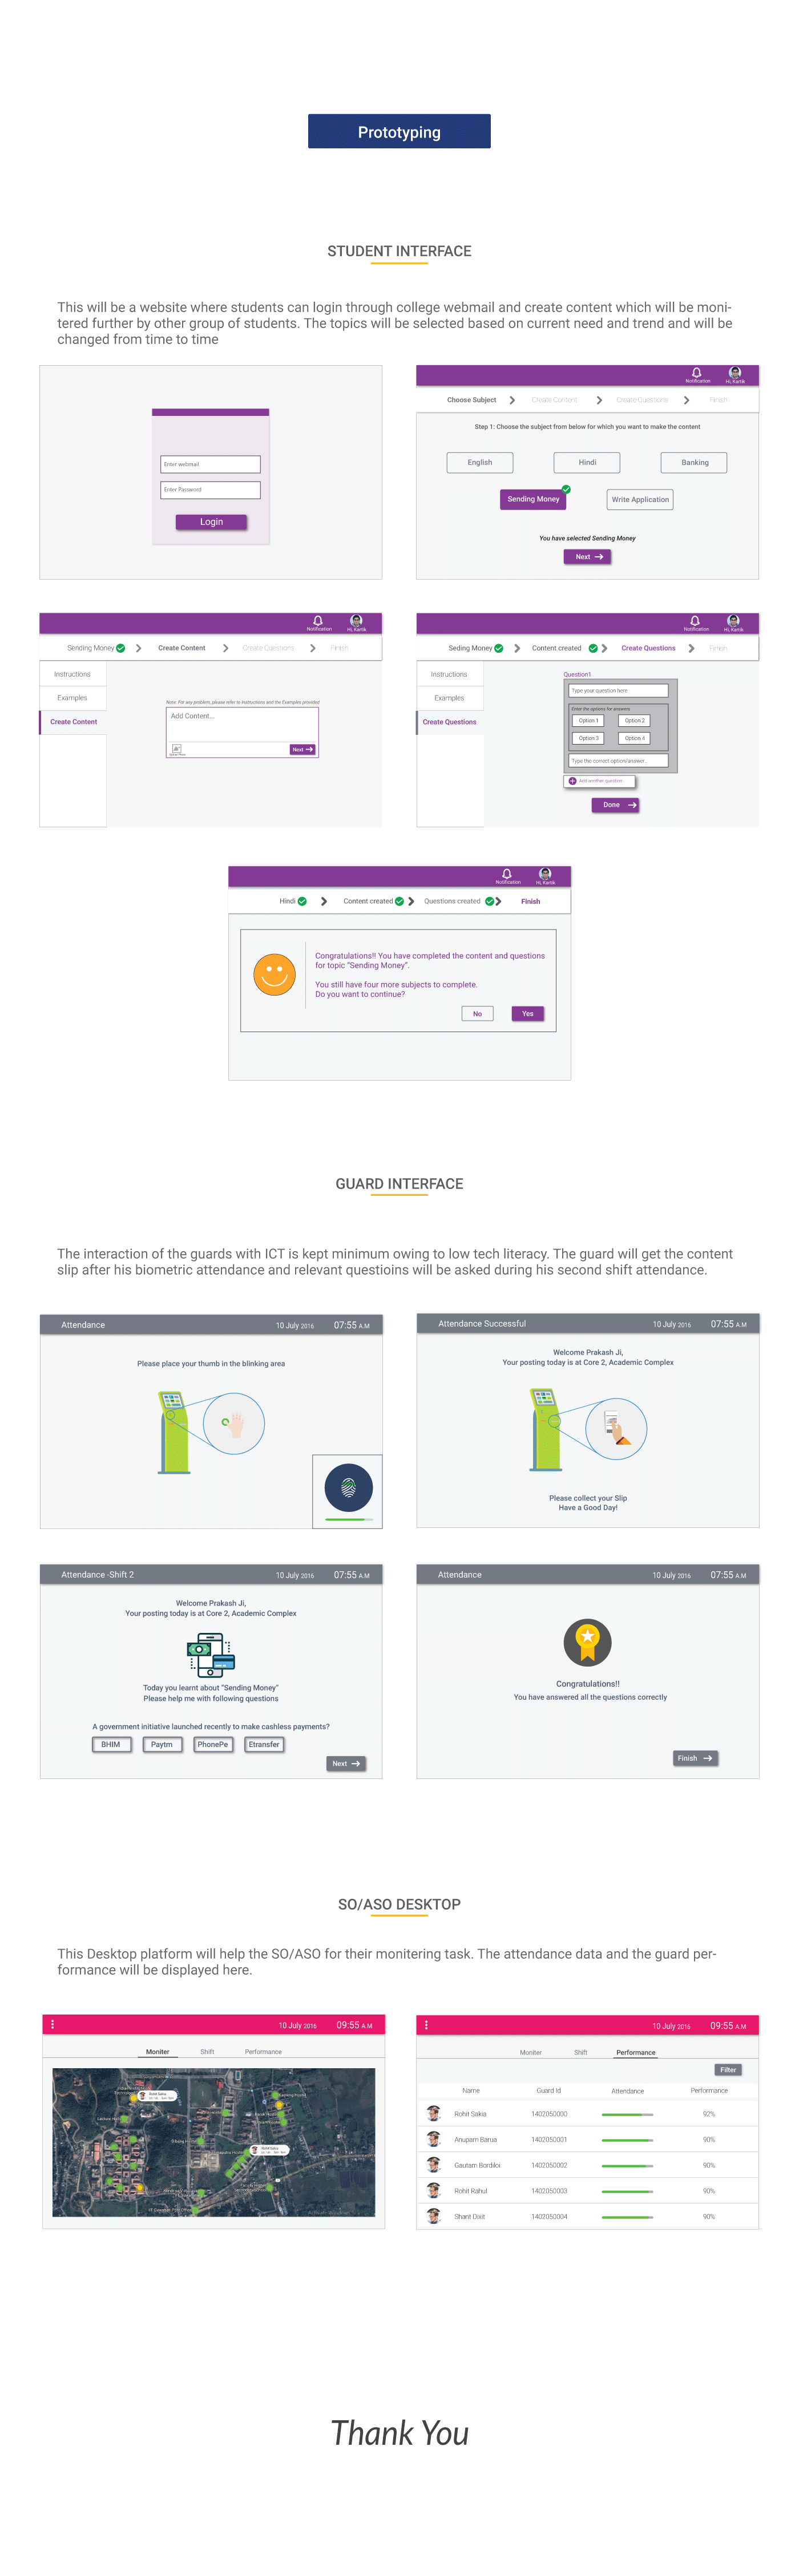 Prototyping
STUDENT INTERFACE
This will be a website where students can login through college webmail and create content which will be moni-
tered further by other group of students. The topics will be selected based on current need and trend and will be
changed from time to time
Enter webmail
Enter Password
Login
Notification
Hi, Kartik
Choose Subject
Create Content
Create Questions
Finish
Step 1: Choose the subject from below for which you want to make the content
English
Hindi
Banking
Sending Money
Write Application
You have selected Sending Money
Next
Notification
Hi, Kartik
Sending Money
Create Content
Create Questions
Finish
Instructions
Examples
Create Content
Note: For any problem, please refer to Instructions and the Examples provided
Add Content...
Next
Notification
Hi, Kartik
Seding Money
Content created
Create Questions
Finish
Instructions
Examples
Create Questions
Question1
Type your question here
Enter the options for answers
Option 1
Option 2
Option 3
Option 4
Type the correct option/answer...
Add another question
Done
Notification
Hi, Kartik
Hindi
Content created
Questions created
Finish
Congratulations!! You have completed the content and questions
for topic “Sending Money”.
You still have four more subjects to complete.
Do you want to continue?
No
Yes
GUARD INTERFACE
The interaction of the guards with ICT is kept minimum owing to low tech literacy. The guard will get the content
slip after his biometric attendance and relevant questioins will be asked during his second shift attendance.
Attendance
10 July 2016
07:55 A.M
Please place your thumb in the blinking area
Attendance Successful
10 July 2016
07:55 A.M
Welcome Prakash Ji,
Your posting today is at Core 2, Academic Complex
Please collect your Slip
Have a Good Day!
Attendance -Shift 2
10 July 2016
07:55 A.M
Welcome Prakash Ji,
Your posting today is at Core 2, Academic Complex
Today you learnt about “Sending Money”
Please help me with following questions
A government initiative launched recently to make cashless payments?
BHIM
Paytm
PhonePe
Etransfer
Next
Attendance
10 July 2016
07:55 A.M
Congratulations!!
You have answered all the questions correctly
Finish
SO/ASO DESKTOP
This Desktop platform will help the SO/ASO for their monitering task. The attendance data and the guard per-
formance will be displayed here.
10 July 2016
09:55 A.M
Moniter
Shift
Performance
Rohit Saikia
Rohit Saikia
10 July 2016
09:55 A.M
Moniter
Shift
Performance
Filter
Name
Guard Id
Attendance
Performance
Rohit Sakia
1402050000
92%
Anupam Barua
1402050001
90%
Gautam Bordiloi
1402050002
90%
Rohit Rahul
1402050003
90%
Shant Dixit
1402050004
90%
Thank You